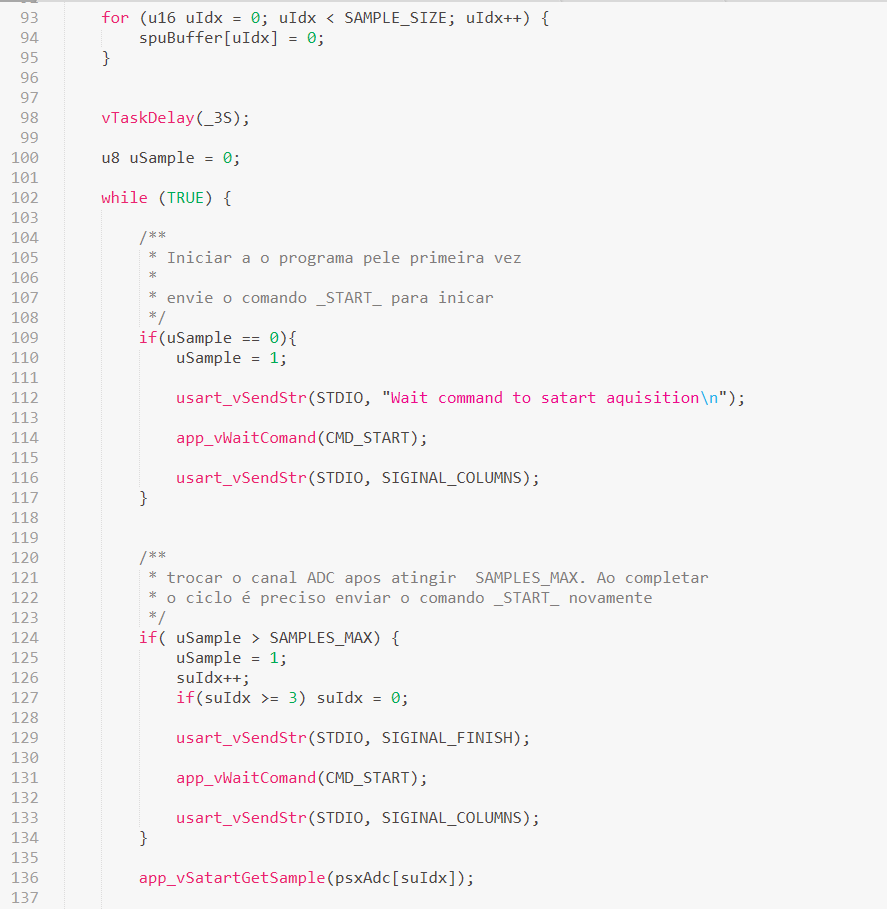 93 for (u16 uIdx = 0; uIdx < SAMPLE_SIZE; uIdx++) {
94 spuBuffer[uIdx] = 0;
95 }
96
97
98 vTaskDelay(_3S);
99
100 u8 uSample = 0;
101
102 while (TRUE) {
103
104 /**
105 * Iniciar a o programa pele primeira vez
106 *
107 * envie o comando _START_ para inicar
108 */
109 if(uSample == 0){
110 uSample = 1;
111
112 usart_vSendStr(STDIO, "Wait command to satart aquisition\n");
113
114 app_vWaitComand(CMD_START);
115
116 usart_vSendStr(STDIO, SIGINAL_COLUMNS);
117 }
118
119
120 /**
121 * trocar o canal ADC apos atingir  SAMPLES_MAX. Ao completar
122 * o ciclo é preciso enviar o comando _START_ novamente
123 */
124 if( uSample > SAMPLES_MAX) {
125 uSample = 1;
126 suIdx++;
127 if(suIdx >= 3) suIdx = 0;
128
129 usart_vSendStr(STDIO, SIGINAL_FINISH);
130
131 app_vWaitComand(CMD_START);
132
133 usart_vSendStr(STDIO, SIGINAL_COLUMNS);
134 }
135
136 app_vSatartGetSample(psxAdc[suIdx]);
137